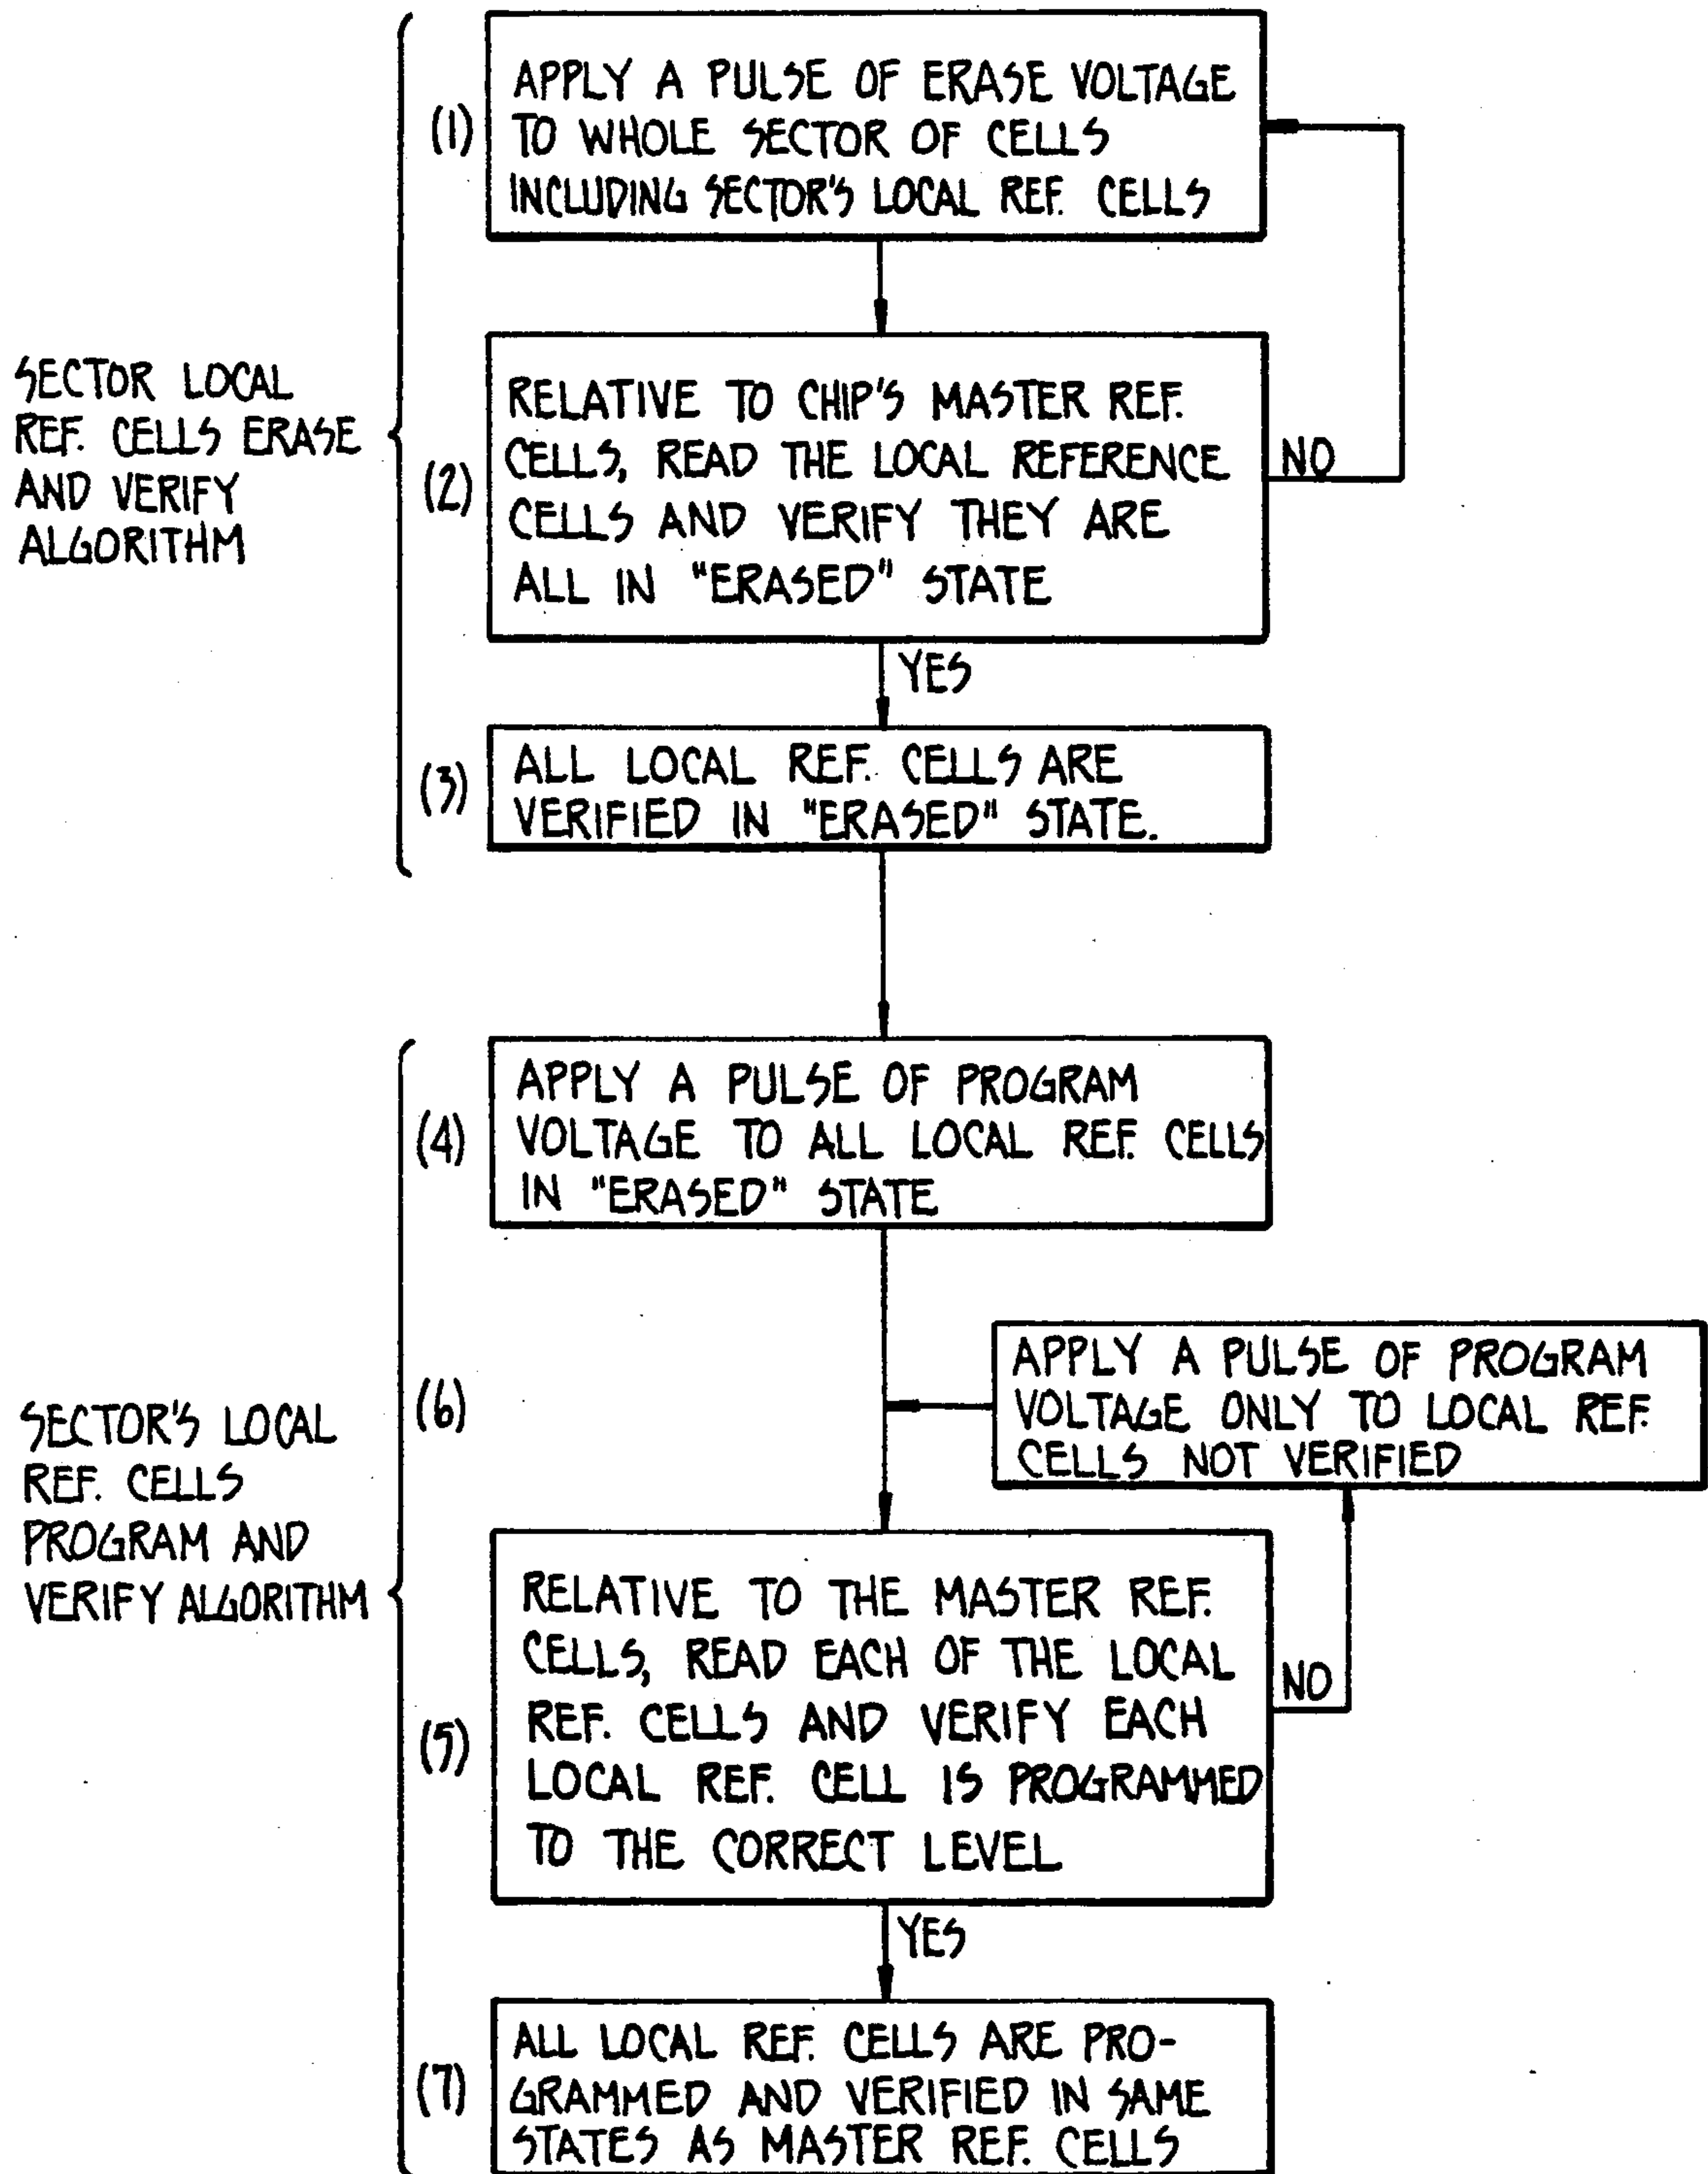 (1)
APPLY A PULSE OF ERASE VOLTAGE
TO WHOLE SECTOR OF CELLS
INCLUDING SECTOR'S LOCAL REF. CELLS
SECTOR LOCAL
REF. CELLS ERASE
AND VERIFY
ALGORITHM
(2)
RELATIVE TO CHIP'S MASTER REF.
CELLS, READ THE LOCAL REFERENCE
CELLS AND VERIFY THEY ARE
ALL IN "ERASED" STATE
NO
YES
(3)
ALL LOCAL REF. CELLS ARE
VERIFIED IN "ERASED" STATE.
(4)
APPLY A PULSE OF PROGRAM
VOLTAGE TO ALL LOCAL REF. CELLS
IN "ERASED" STATE
(6)
APPLY A PULSE OF PROGRAM
VOLTAGE ONLY TO LOCAL REF.
CELLS NOT VERIFIED
SECTOR'S LOCAL
REF. CELLS
PROGRAM AND
VERIFY ALGORITHM
(5)
RELATIVE TO THE MASTER REF.
CELLS, READ EACH OF THE LOCAL
REF. CELLS AND VERIFY EACH
LOCAL REF. CELL IS PROGRAMMED
TO THE CORRECT LEVEL
NO
YES
(7)
ALL LOCAL REF. CELLS ARE PRO-
GRAMMED AND VERIFIED IN SAME
STATES AS MASTER REF. CELLS